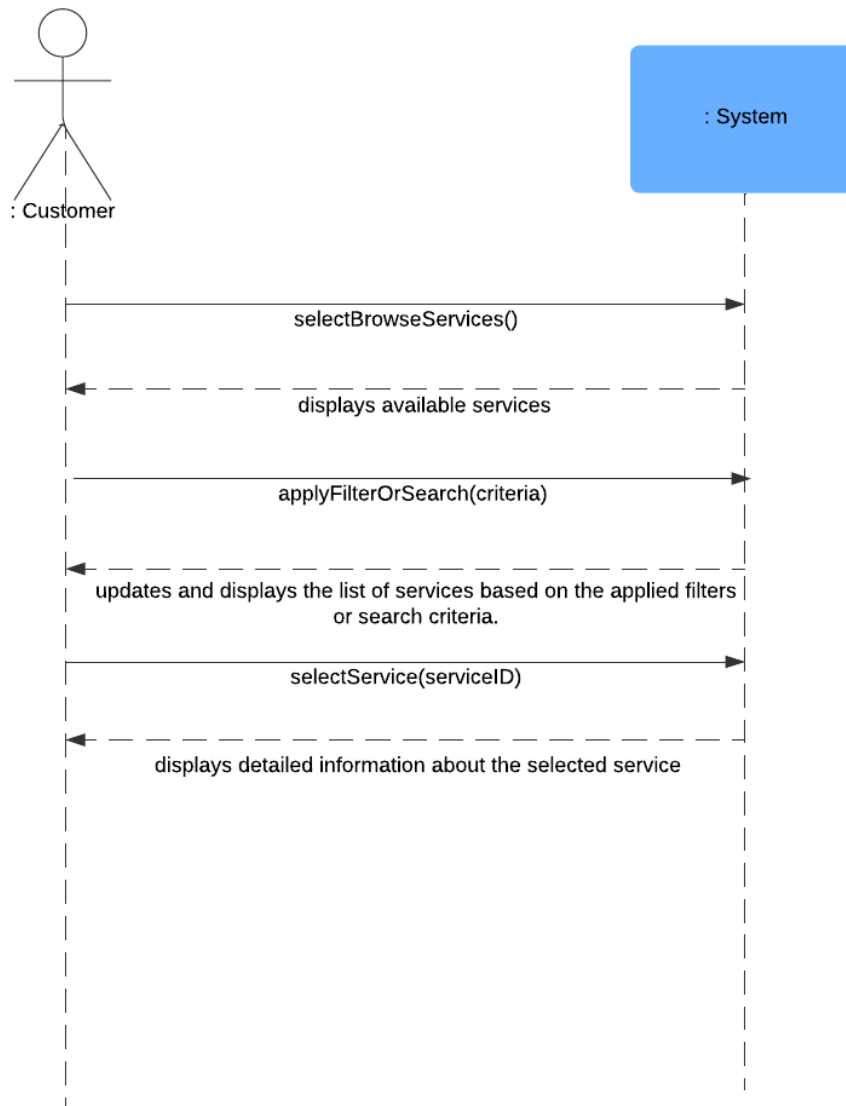 : System
: Customer
selectBrowseServices()
displays available services
applyFilterOrSearch(criteria)
updates and displays the list of services based on the applied filters
or search criteria.
selectService(serviceID)
displays detailed information about the selected service